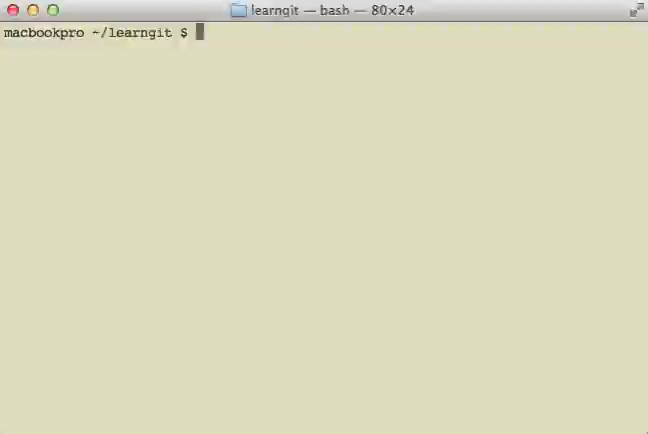 learngit — bash — 80×24
macbookpro ~/learngit $